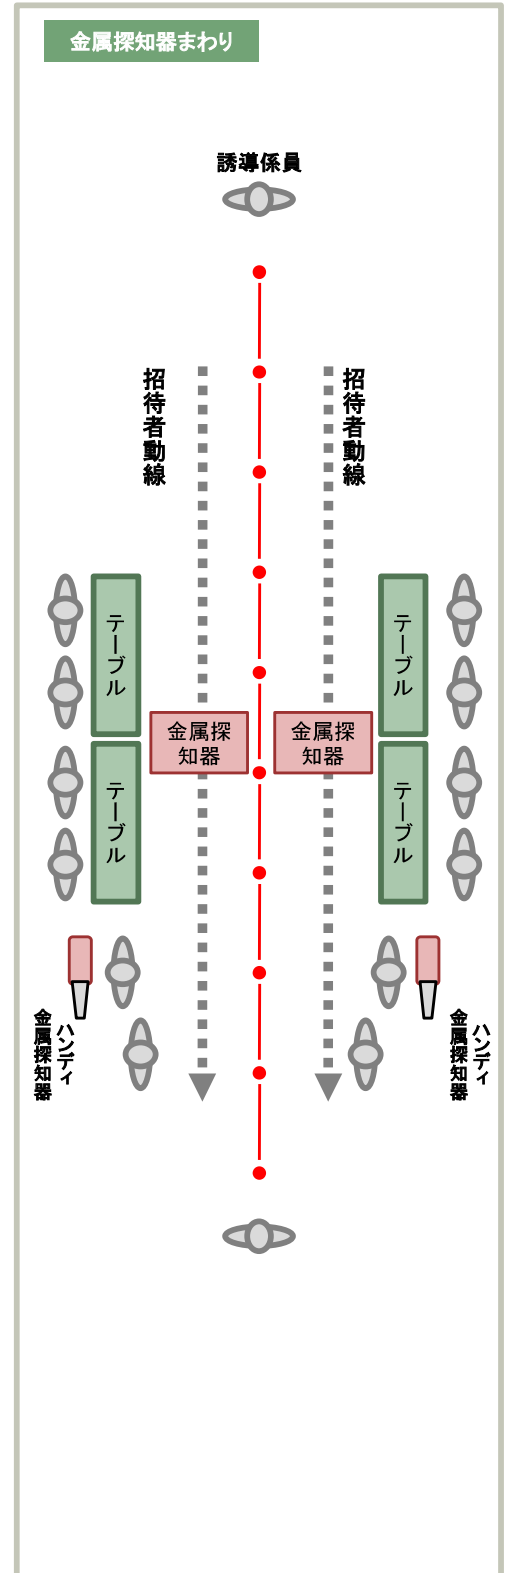 金属探知器まわり
誘導係員
招待者動線
招待者動線
テーブル
テーブル
金属探
知器
金属探
知器
テーブル
テーブル
ハンディ
金属探知器
ハンディ
金属探知器